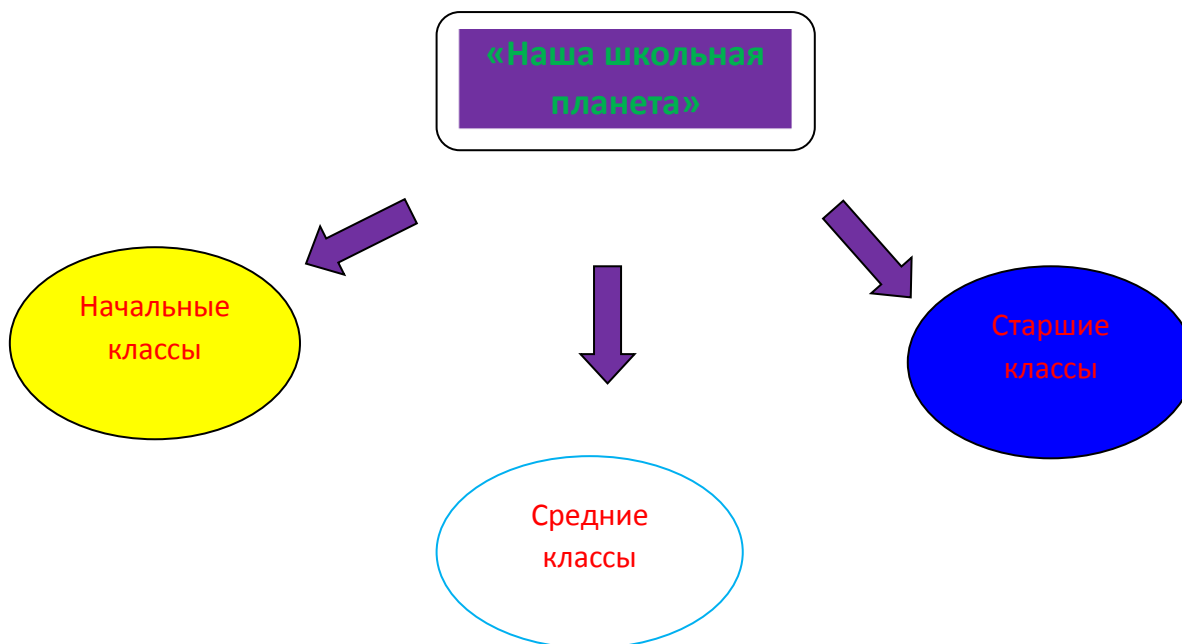 «Наша школьная
планета»
Начальные
классы
Старшие
классы
Средние
классы